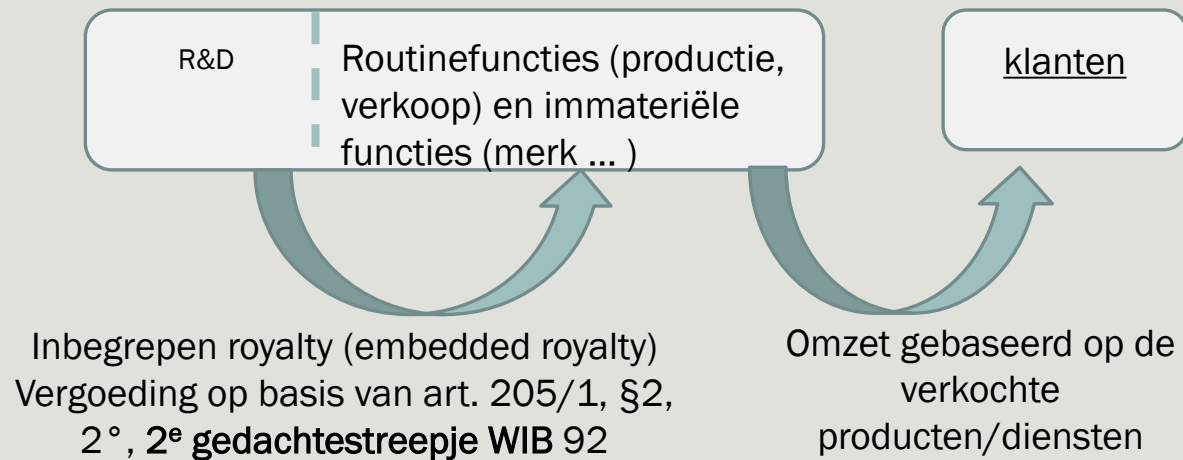 R&D
Routinefuncties (productie,
verkoop) en immateriële
functies (merk ... )
klanten
Inbegrepen royalty (embedded royalty)
Vergoeding op basis van art. 205/1, §2,
2°, 2e gedachtestreepje WIB 92
Omzet gebaseerd op de
verkochte
producten/diensten